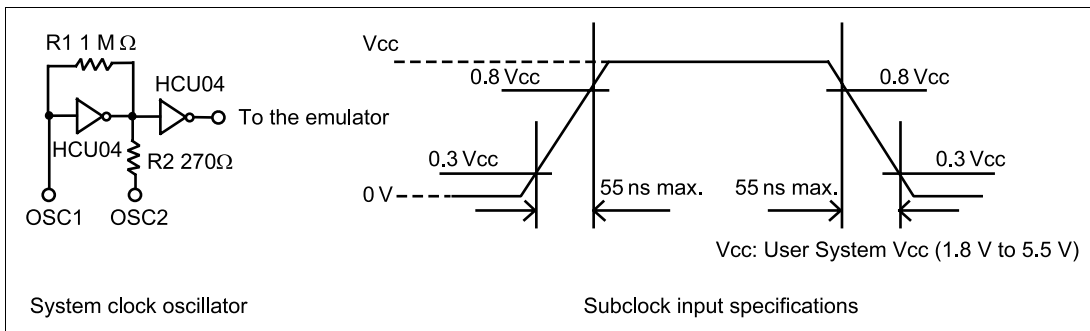 R1 1 M Ω
HCU04
HCU04
To the emulator
R2 270Ω
OSC1
OSC2
System clock oscillator
Vcc
0.8 Vcc
0.8 Vcc
0.3 Vcc
0.3 Vcc
0 V
55 ns max.
55 ns max.
Vcc: User System Vcc (1.8 V to 5.5 V)
Subclock input specifications